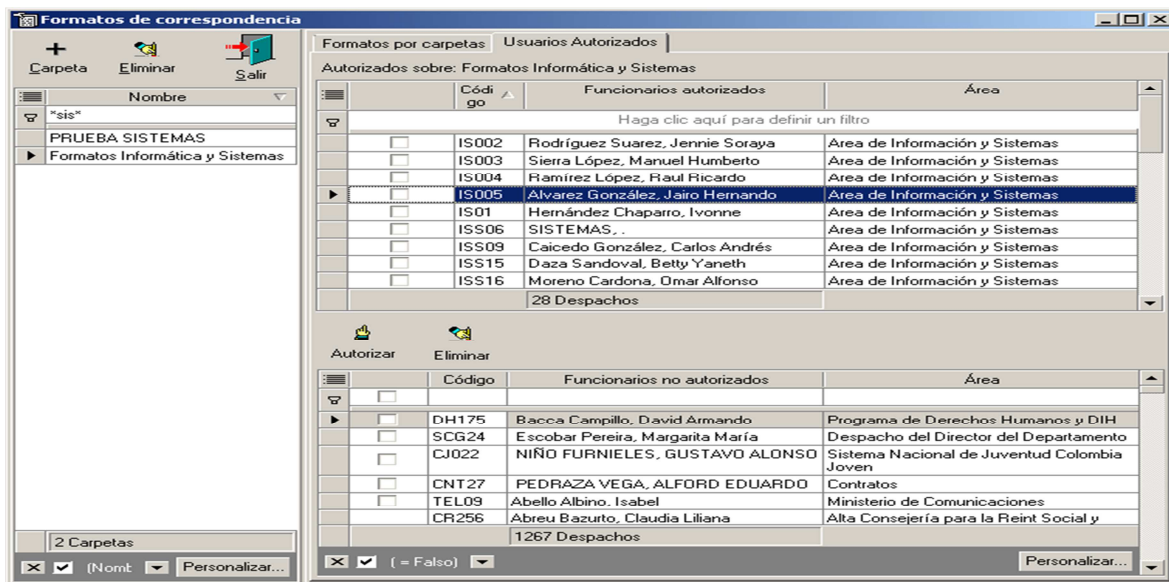 Formatos de correspondencia
Carpeta
Eliminar
Salir
Nombre
*sis*
PRUEBA SISTEMAS
Formatos Informática y Sistemas
2 Carpetas
(Nomb
Personalizar...
Formatos por carpetas
Usuarios Autorizados
Autorizados sobre: Formatos Informática y Sistemas
Códi
go
Funcionarios autorizados
Área
Haga clic aquí para definir un filtro
IS002 Rodríguez Suarez, Jennie Soraya Area de Información y Sistemas
IS003 Sierra López, Manuel Humberto Area de Información y Sistemas
IS004 Ramírez López, Raul Ricardo Area de Información y Sistemas
IS005 Alvarez González, Jairo Hernando Area de Información y Sistemas
IS01 Hernández Chaparro, Ivonne Area de Información y Sistemas
ISS06 SISTEMAS, . Area de Información y Sistemas
ISS09 Caicedo González, Carlos Andrés Area de Información y Sistemas
ISS15 Daza Sandoval, Betty Yaneth Area de Información y Sistemas
ISS16 Moreno Cardona, Omar Alfonso Area de Información y Sistemas
28 Despachos
Autorizar
Eliminar
Código Funcionarios no autorizados Área
DH175 Bacca Campillo, David Armando Programa de Derechos Humanos y DIH
SCG24 Escobar Pereira, Margarita María Despacho del Director del Departamento
CJ022 NIÑO FURNIELES, GUSTAVO ALONSO Sistema Nacional de Juventud Colombia
Joven
CNT27 PEDRAZA VEGA, ALFORD EDUARDO Contratos
TEL09 Abello Albino, Isabel Ministerio de Comunicaciones
CR256 Abreu Bazurto, Claudia Liliana Alta Consejería para la Reint Social y
1267 Despachos
( = Falso)
Personalizar...